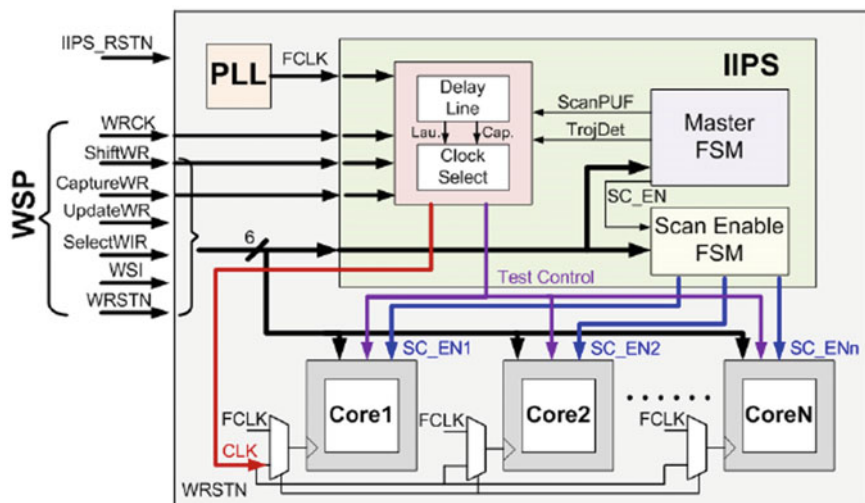 IIPS_RSTN
PLL
FCLK
IIPS
Delay
Line
Lau.
Cap.
Clock
Select
ScanPUF
TrojDet
Master
FSM
SC_EN
Scan Enable
FSM
WSP
WRCK
ShiftWR
CaptureWR
UpdateWR
SelectWIR
WSI
WRSTN
6
Test Control
SC_EN1
SC_EN2
SC_ENn
Core1
Core2
......
CoreN
FCLK
FCLK
FCLK
CLK
WRSTN